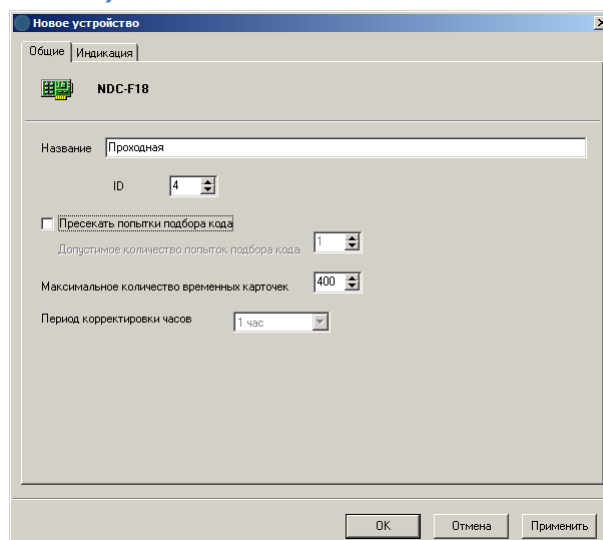 Новое устройство
Общие Индикация
NDC-F18
Название Проходная
ID 4
Пресекать попытки подбора кода
Допустимое количество попыток подбора кода 1
Максимальное количество временных карточек 400
Период корректировки часов 1 час
OK Отмена Применить